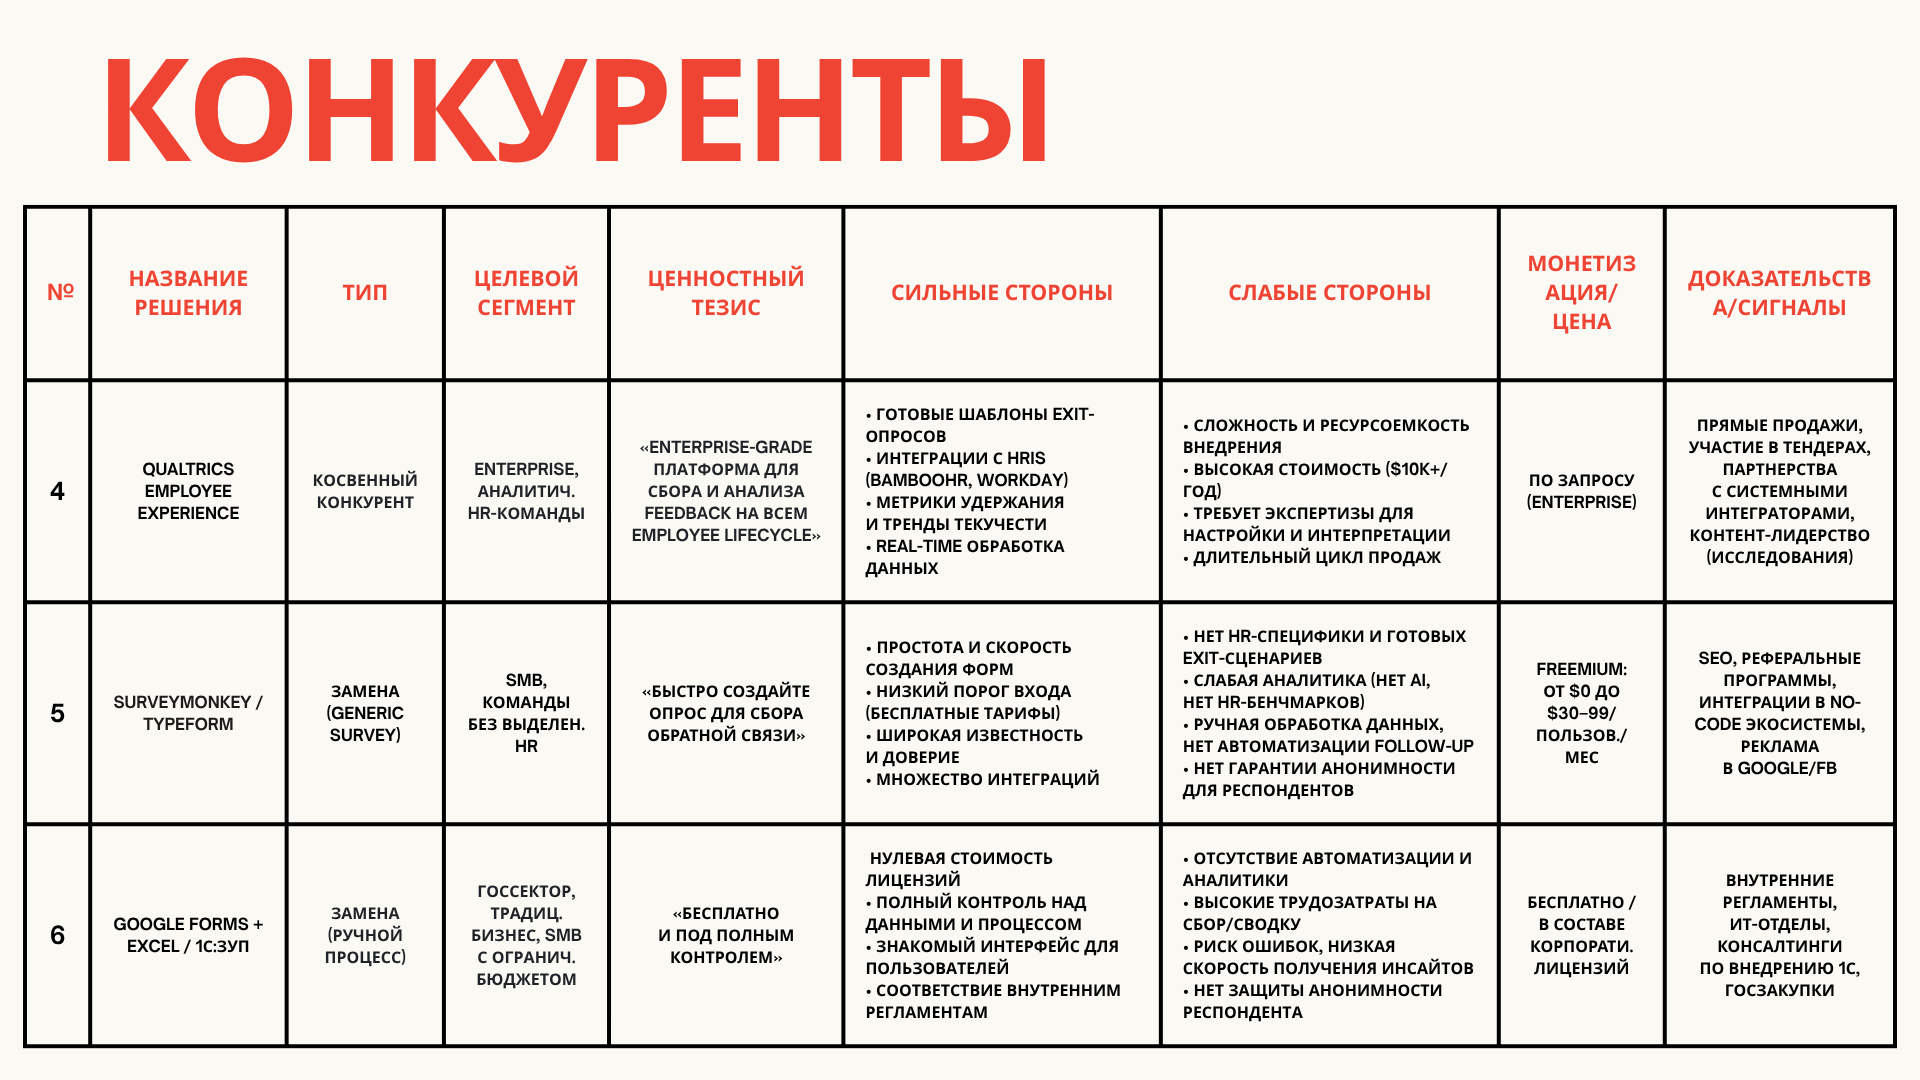 КОНКУРЕНТЫ
№
НАЗВАНИЕ
РЕШЕНИЯ
ТИП
ЦЕЛЕВОЙ
СЕГМЕНТ
ЦЕННОСТНЫЙ
ТЕЗИС
СИЛЬНЫЕ СТОРОНЫ
СЛАБЫЕ СТОРОНЫ
МОНЕТИЗ
АЦИЯ/
ЦЕНА
ДОКАЗАТЕЛЬСТВ
А/СИГНАЛЫ
4
QUALTRICS
EMPLOYEE
EXPERIENCE
КОСВЕННЫЙ
КОНКУРЕНТ
ENTERPRISE,
АНАЛИТИЧ.
HR-КОМАНДЫ
«ENTERPRISE-GRADE
ПЛАТФОРМА ДЛЯ
СБОРА И АНАЛИЗА
FEEDBACK НА ВСЕМ
EMPLOYEE LIFECYCLE»
• ГОТОВЫЕ ШАБЛОНЫ EXIT-
ОПРОСОВ
• ИНТЕГРАЦИИ С HRIS
(BAMBOOHR, WORKDAY)
• МЕТРИКИ УДЕРЖАНИЯ
И ТРЕНДЫ ТЕКУЧЕСТИ
• REAL-TIME ОБРАБОТКА
ДАННЫХ
• СЛОЖНОСТЬ И РЕСУРСОЕМКОСТЬ
ВНЕДРЕНИЯ
• ВЫСОКАЯ СТОИМОСТЬ ($10K+/
ГОД)
• ТРЕБУЕТ ЭКСПЕРТИЗЫ ДЛЯ
НАСТРОЙКИ И ИНТЕРПРЕТАЦИИ
• ДЛИТЕЛЬНЫЙ ЦИКЛ ПРОДАЖ
ПО ЗАПРОСУ
(ENTERPRISE)
ПРЯМЫЕ ПРОДАЖИ,
УЧАСТИЕ В ТЕНДЕРАХ,
ПАРТНЕРСТВА
С СИСТЕМНЫМИ
ИНТЕГРАТОРАМИ,
КОНТЕНТ-ЛИДЕРСТВО
(ИССЛЕДОВАНИЯ)
5
SURVEYMONKEY /
TYPEFORM
ЗАМЕНА
(GENERIC
SURVEY)
SMB,
КОМАНДЫ
БЕЗ ВЫДЕЛЕН.
HR
«БЫСТРО СОЗДАЙТЕ
ОПРОС ДЛЯ СБОРА
ОБРАТНОЙ СВЯЗИ»
• ПРОСТОТА И СКОРОСТЬ
СОЗДАНИЯ ФОРМ
• НИЗКИЙ ПОРОГ ВХОДА
(БЕСПЛАТНЫЕ ТАРИФЫ)
• ШИРОКАЯ ИЗВЕСТНОСТЬ
И ДОВЕРИЕ
• МНОЖЕСТВО ИНТЕГРАЦИЙ
• НЕТ HR-СПЕЦИФИКИ И ГОТОВЫХ
EXIT-СЦЕНАРИЕВ
• СЛАБАЯ АНАЛИТИКА (НЕТ AI,
НЕТ HR-БЕНЧМАРКОВ)
• РУЧНАЯ ОБРАБОТКА ДАННЫХ,
НЕТ АВТОМАТИЗАЦИИ FOLLOW-UP
• НЕТ ГАРАНТИИ АНОНИМНОСТИ
ДЛЯ РЕСПОНДЕНТОВ
FREEMIUM:
ОТ $0 ДО
$30–99/
ПОЛЬЗОВ./
МЕС
SEO, РЕФЕРАЛЬНЫЕ
ПРОГРАММЫ,
ИНТЕГРАЦИИ В NO-
CODE ЭКОСИСТЕМЫ,
РЕКЛАМА
В GOOGLE/FB
6
GOOGLE FORMS +
EXCEL / 1С:ЗУП
ЗАМЕНА
(РУЧНОЙ
ПРОЦЕСС)
ГОССЕКТОР,
ТРАДИЦ.
БИЗНЕС, SMB
С ОГРАНИЧ.
БЮДЖЕТОМ
«БЕСПЛАТНО
И ПОД ПОЛНЫМ
КОНТРОЛЕМ»
НУЛЕВАЯ СТОИМОСТЬ
ЛИЦЕНЗИЙ
• ПОЛНЫЙ КОНТРОЛЬ НАД
ДАННЫМИ И ПРОЦЕССОМ
• ЗНАКОМЫЙ ИНТЕРФЕЙС ДЛЯ
ПОЛЬЗОВАТЕЛЕЙ
• СООТВЕТСТВИЕ ВНУТРЕННИМ
РЕГЛАМЕНТАМ
• ОТСУТСТВИЕ АВТОМАТИЗАЦИИ И
АНАЛИТИКИ
• ВЫСОКИЕ ТРУДОЗАТРАТЫ НА
СБОР/СВОДКУ
• РИСК ОШИБОК, НИЗКАЯ
СКОРОСТЬ ПОЛУЧЕНИЯ ИНСАЙТОВ
• НЕТ ЗАЩИТЫ АНОНИМНОСТИ
РЕСПОНДЕНТА
БЕСПЛАТНО /
В СОСТАВЕ
КОРПОРАТИ.
ЛИЦЕНЗИЙ
ВНУТРЕННИЕ
РЕГЛАМЕНТЫ,
ИТ-ОТДЕЛЫ,
КОНСАЛТИНГИ
ПО ВНЕДРЕНИЮ 1С,
ГОСЗАКУПКИ